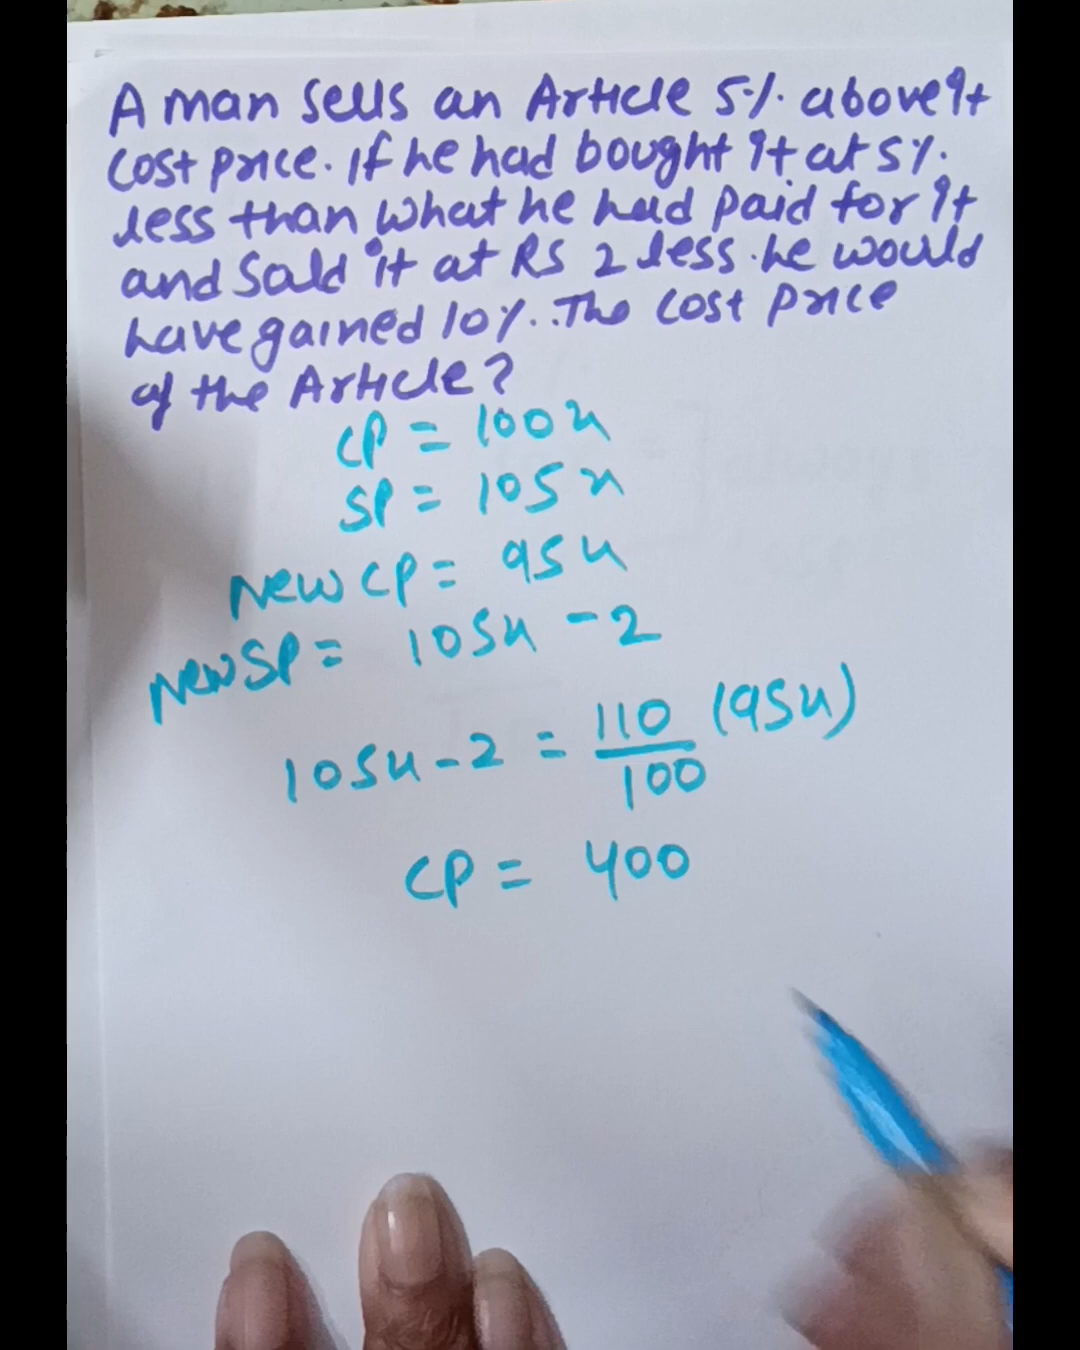 A man sells an Article 5% above it
cost price. If he had bought it at 5%
less than what he had paid for it
and Sald it at RS 2 less.he would
have gained 10%..The cost price
of the Article?
CP = 100x
SP = 105x
New CP = 95x
New SP = 105x - 2
105x - 2 = 110/100 (95x)
CP = 400